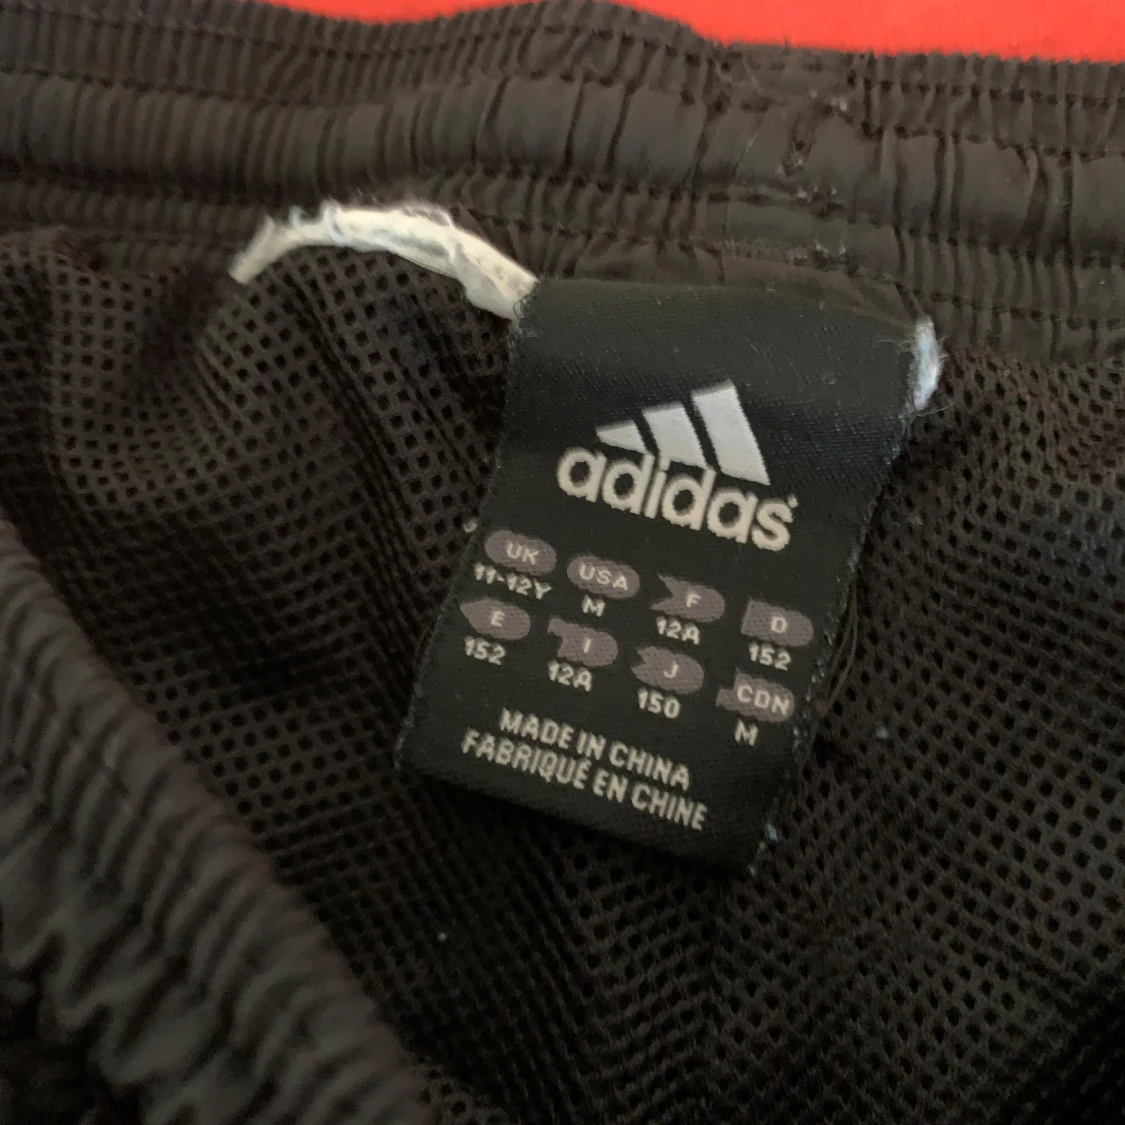 adidas
UK USA F D
11-12Y M 12A 152
E I J CDN
152 12A 150 M
MADE IN CHINA
FABRIQUÉ EN CHINE